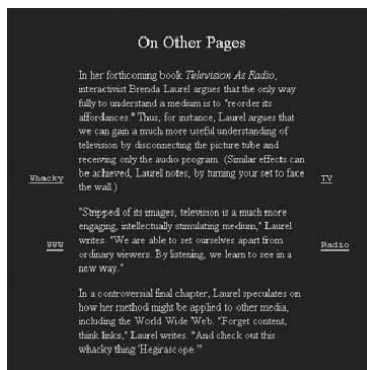 On Other Pages
In her forthcoming book Television As Radio,
interactivist Brenda Laurel argues that the only way
fully to understand a medium is to "reorder its
affordances." Thus, for instance, Laurel argues that
we can gain a much more useful understanding of
television by disconnecting the picture tube and
receiving only the audio program. (Similar effects can
be achieved, Laurel notes, by turning your set to face
the wall.)
Whacky
TV
"Stripped of its images, television is a much more
engaging, intellectually stimulating medium," Laurel
writes. "We are able to set ourselves apart from
ordinary viewers. By listening, we learn to see in a
new way."
WWW
Radio
In a controversial final chapter, Laurel speculates on
how her method might be applied to other media,
including the World Wide Web. "Forget content,
think links," Laurel writes. "And check out this
whacky thing 'Hegirascope.'"